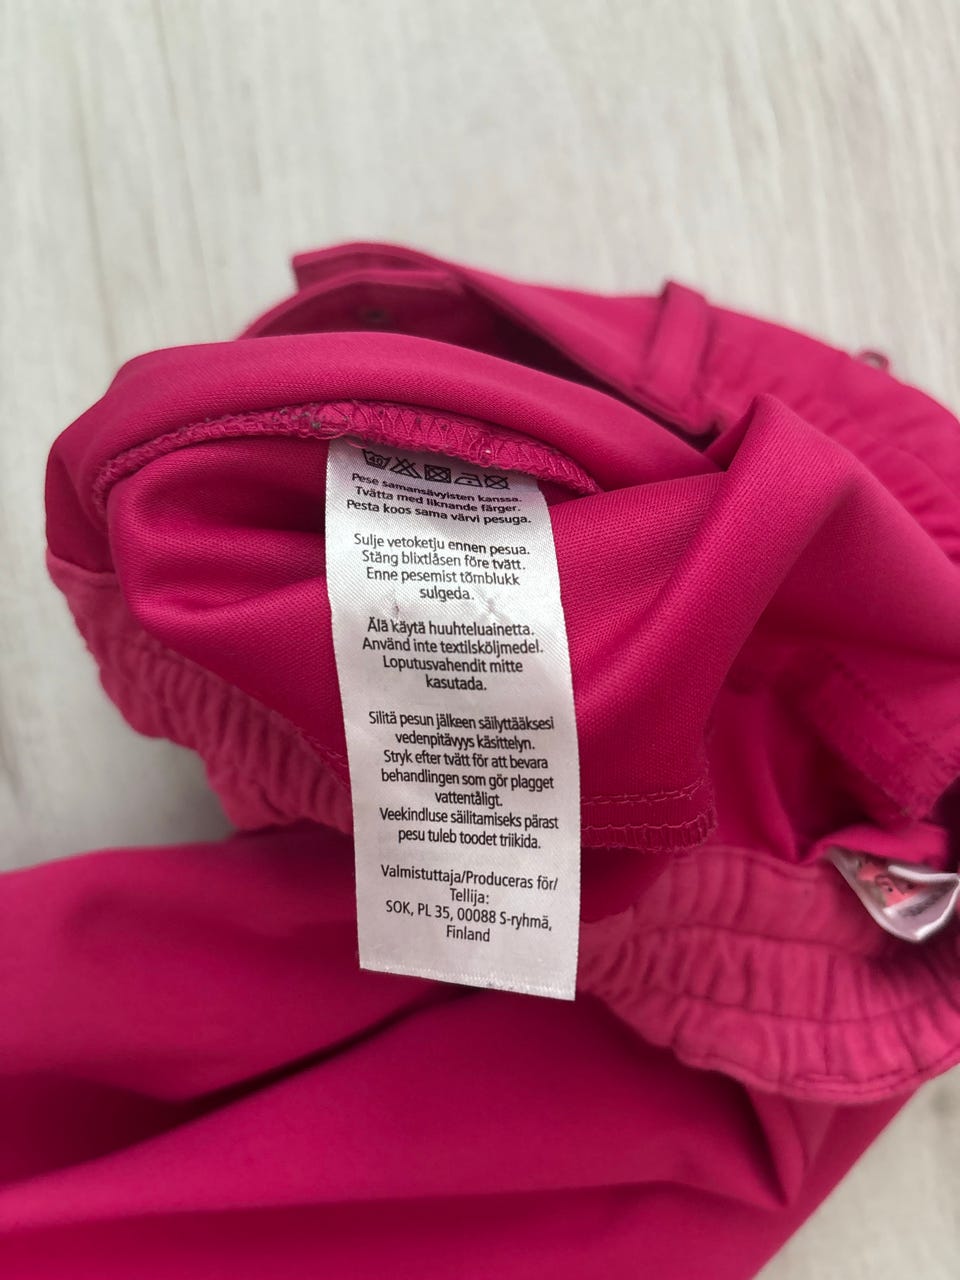 40
Pese samansävyisten kanssa.
Tvätta med liknande färger.
Pesta koos sama värvi pesuga.
Sulje vetoketju ennen pesua.
Stäng blixtlåsen före tvätt.
Enne pesemist tõmblukk
sulgeda.
Älä käytä huuhteluainetta.
Använd inte textilsköljmedel.
Loputusvahendit mitte
kasutada.
Silitä pesun jälkeen säilyttääksesi
vedenpitävyys käsittelyn.
Stryk efter tvätt för att bevara
behandlingen som gör plagget
vattentåligt.
Veekindluse säilitamiseks pärast
pesu tuleb toodet triikida.
Valmistuttaja/Produceras för/
Tellija:
SOK, PL 35, 00088 S-ryhmä,
Finland